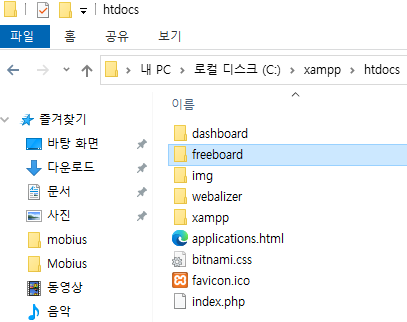 htdocs
파일 홈 공유 보기
내 PC 로컬 디스크 (C:) xampp htdocs
이름
즐겨찾기
바탕 화면
다운로드
문서
사진
mobius
Mobius
동영상
음악
dashboard
freeboard
img
webalizer
xampp
applications.html
bitnami.css
favicon.ico
index.php